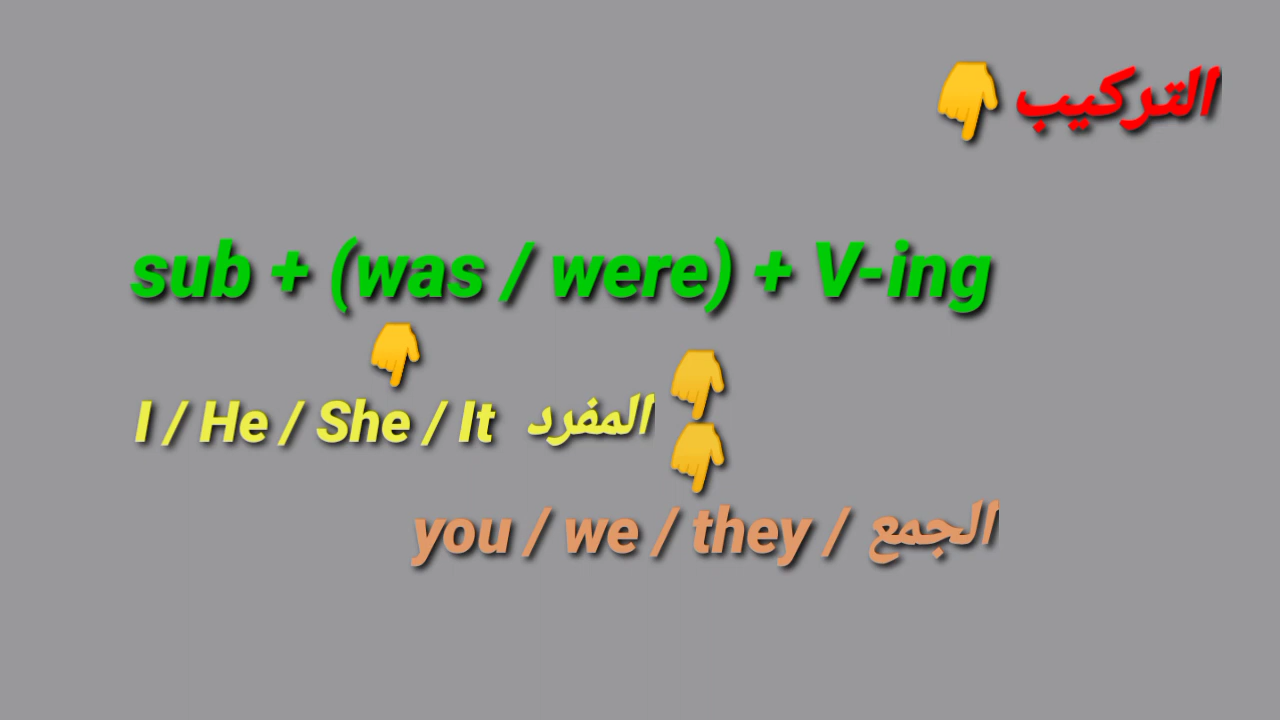 التركيب 👇
sub + (was / were) + V-ing
I / He / She / It المفرد
you / we / they / الجمع